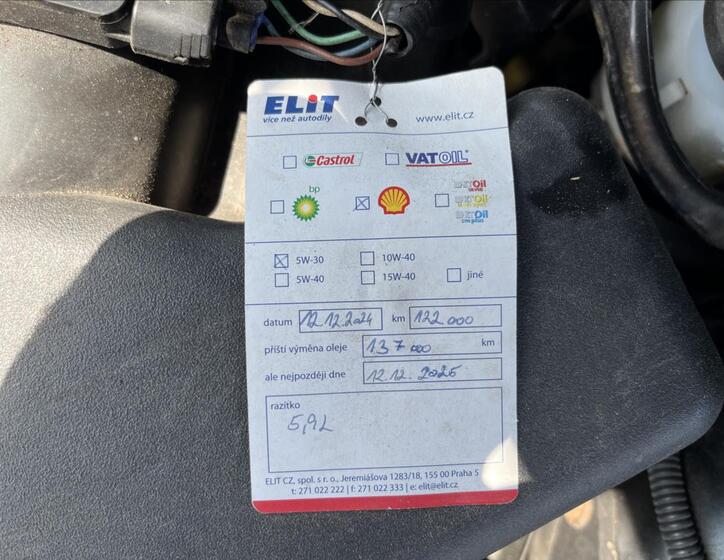 ELIT
více než autodíly
www.elit.cz
Castrol
VATOIL
bp
5W-30
10W-40
5W-40
15W-40
jiné
datum 12.12.2024 km 122 000
příští výměna oleje 137 000 km
ale nejpozději dne 12.12.2025
razítko
5,9L
ELIT CZ, spol. s r. o., Jeremiášova 1283/18, 155 00 Praha 5
t: 271 022 222 | f: 271 022 333 | e: elit@elit.cz